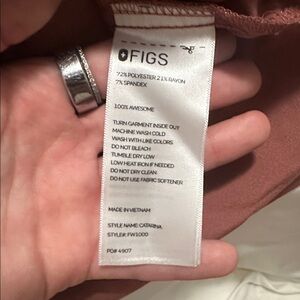 FIGS
72% POLYESTER 21% RAYON
7% SPANDEX
100% AWESOME
TURN GARMENT INSIDE OUT
MACHINE WASH COLD
WASH WITH LIKE COLORS
DO NOT BLEACH
TUMBLE DRY LOW
LOW HEAT IRON IF NEEDED
DO NOT DRY CLEAN
DO NOT USE FABRIC SOFTENER
MADE IN VIETNAM
STYLE NAME: CATARINA
STYLE#: FW1000
PO# 4907